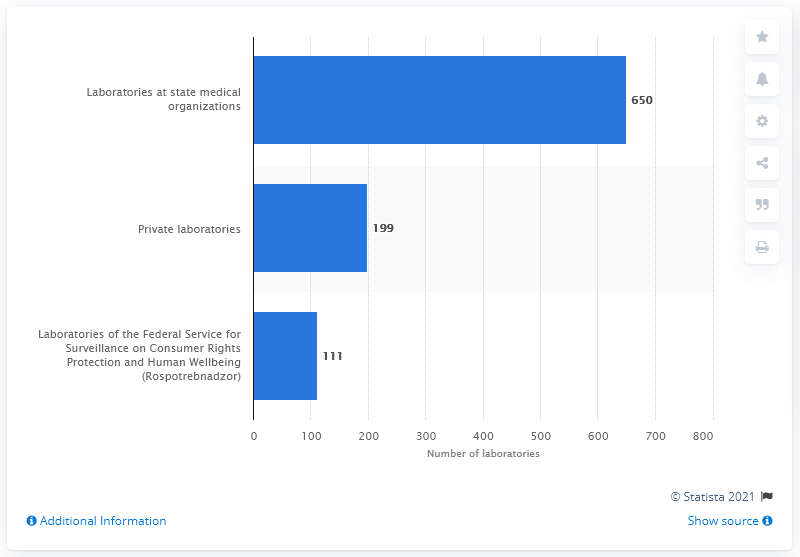 Laboratories at state medical
organizations
650
Private laboratories
199
Laboratories of the Federal Service for
Surveillance on Consumer Rights
Protection and Human Wellbeing
(Rospotrebnadzor)
111
0 100 200 300 400 500 600 700 800
Number of laboratories
© Statista 2021
Additional Information
Show source